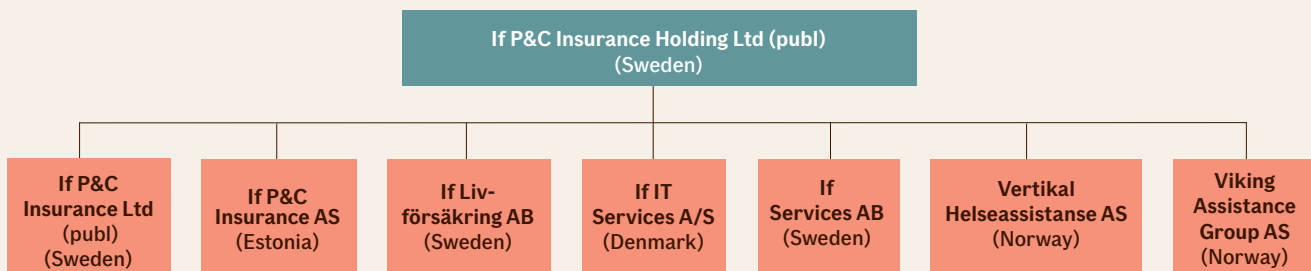 If P&C Insurance Holding Ltd (publ)
(Sweden)
If P&C
Insurance Ltd
(publ)
(Sweden)
If P&C
Insurance AS
(Estonia)
If Liv-
försäkring AB
(Sweden)
If IT
Services A/S
(Denmark)
If
Services AB
(Sweden)
Vertikal
Helseassistanse AS
(Norway)
Viking
Assistance
Group AS
(Norway)